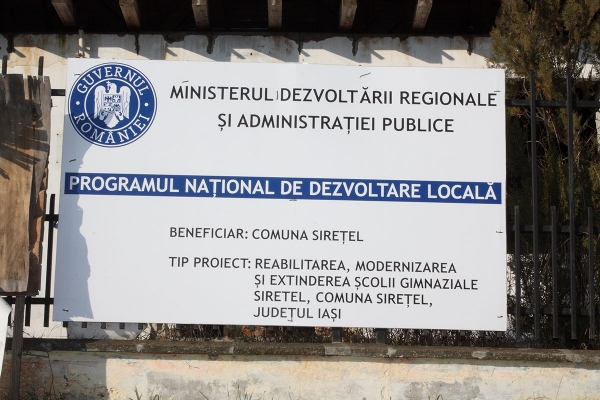 GUVERNUL ROMÂNIEI
MINISTERUL DEZVOLTĂRII REGIONALE
ȘI ADMINISTRAȚIEI PUBLICE
PROGRAMUL NAȚIONAL DE DEZVOLTARE LOCALĂ
BENEFICIAR: COMUNA SIREȚEL
TIP PROIECT: REABILITAREA, MODERNIZAREA
ȘI EXTINDEREA ȘCOLII GIMNAZIALE
SIRETEL, COMUNA SIREȚEL,
JUDEȚUL IAȘI